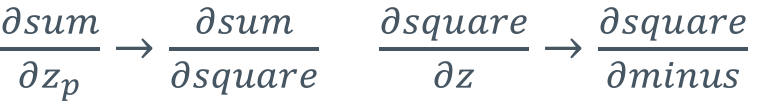 ∂sum/∂z_p → ∂sum/∂square    ∂square/∂z → ∂square/∂minus